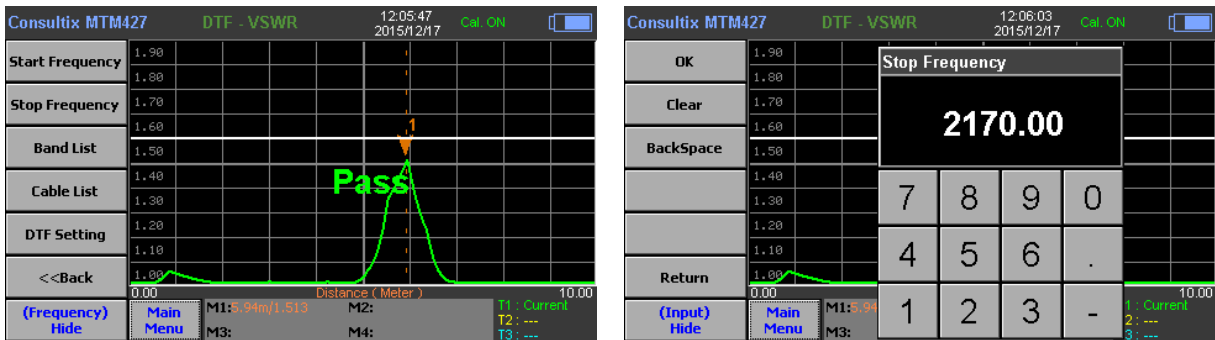 Consultix MTM427
DTF - VSWR
12:05:47
2015/12/17
Cal. ON
Start Frequency
Stop Frequency
Band List
Cable List
DTF Setting
<<Back
(Frequency)
Hide
1.90
1.80
1.70
1.60
1.50
1.40
1.30
1.20
1.10
1.00
1
Pass
0.00
Distance ( Meter )
10.00
Main
Menu
M1:5.94m/1.513
M2:
M3:
M4:
T1 : Current
T2 : ---
T3 : ---
Consultix MTM427
DTF - VSWR
12:06:03
2015/12/17
Cal. ON
OK
Clear
BackSpace
Return
(Input)
Hide
1.90
1.80
1.70
1.60
1.50
1.40
1.30
1.20
1.10
1.00
Stop Frequency
2170.00
7 8 9 0
4 5 6 .
1 2 3 -
0.00
10.00
Main
Menu
M1:5.94
M3:
1 : Current
2 : ---
3 : ---